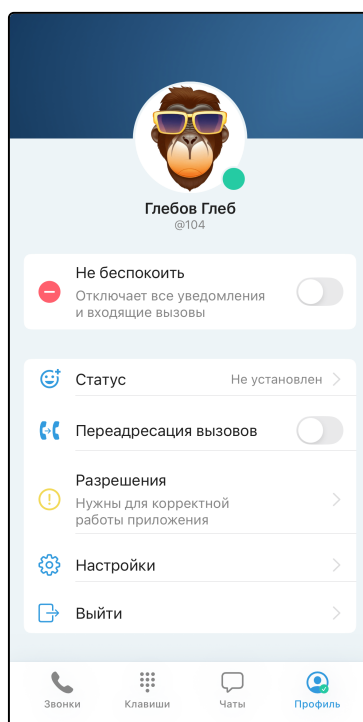 Глебов Глеб
@104
Не беспокоить
Отключает все уведомления
и входящие вызовы
Статус Не установлен
Переадресация вызовов
Разрешения
Нужны для корректной
работы приложения
Настройки
Выйти
Звонки Клавиши Чаты Профиль